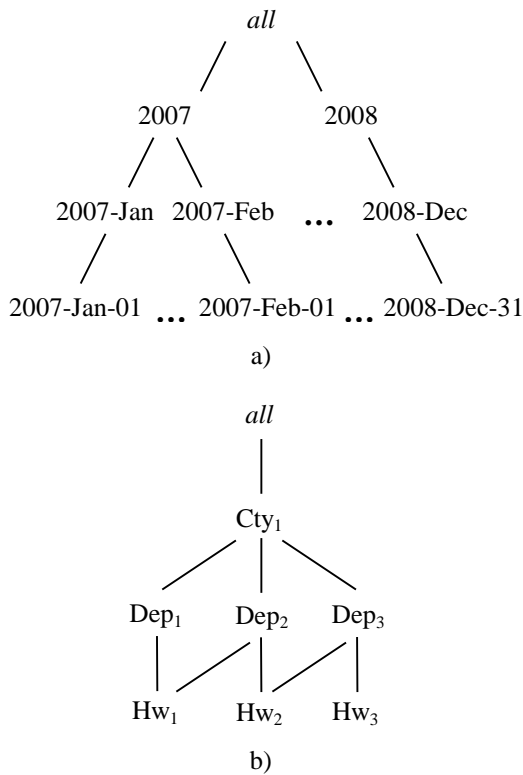 all
2007 2008
2007-Jan 2007-Feb ... 2008-Dec
2007-Jan-01 ... 2007-Feb-01 ... 2008-Dec-31
a)
all
Cty₁
Dep₁ Dep₂ Dep₃
Hw₁ Hw₂ Hw₃
b)